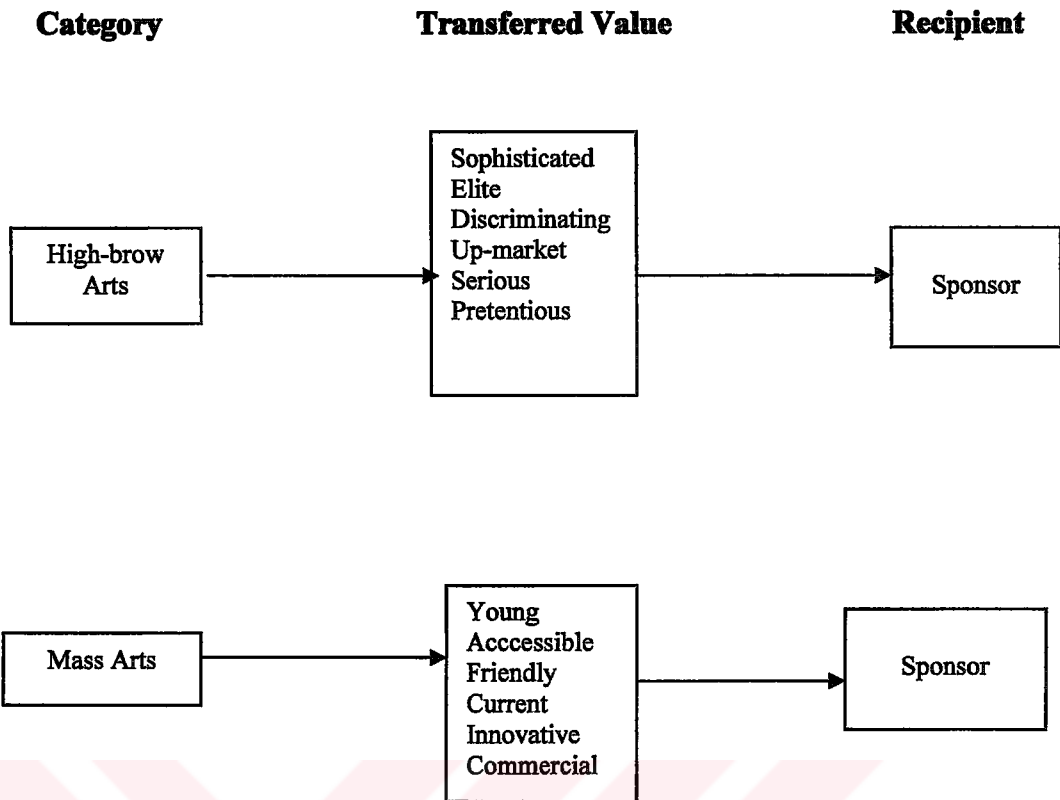 Category Transferred Value Recipient
Sophisticated
Elite
Discriminating
Up-market
Serious
Pretentious
High-brow
Arts
Sponsor
Young
Acccessible
Friendly
Current
Innovative
Commercial
Mass Arts
Sponsor